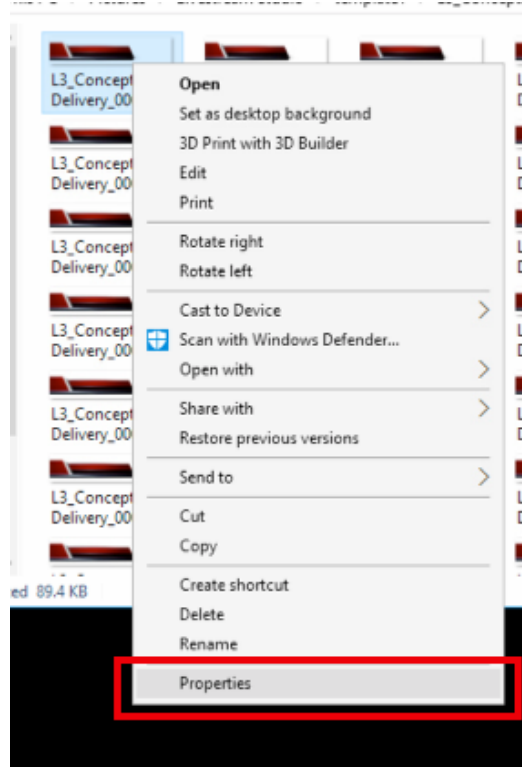 L3_Concept
Delivery_00
L3_Concept
Delivery_00
L3_Concept
Delivery_00
L3_Concept
Delivery_00
L3_Concept
Delivery_00
L3_Concept
Delivery_00
89.4 KB
Open
Set as desktop background
3D Print with 3D Builder
Edit
Print
Rotate right
Rotate left
Cast to Device
Scan with Windows Defender...
Open with
Share with
Restore previous versions
Send to
Cut
Copy
Create shortcut
Delete
Rename
Properties